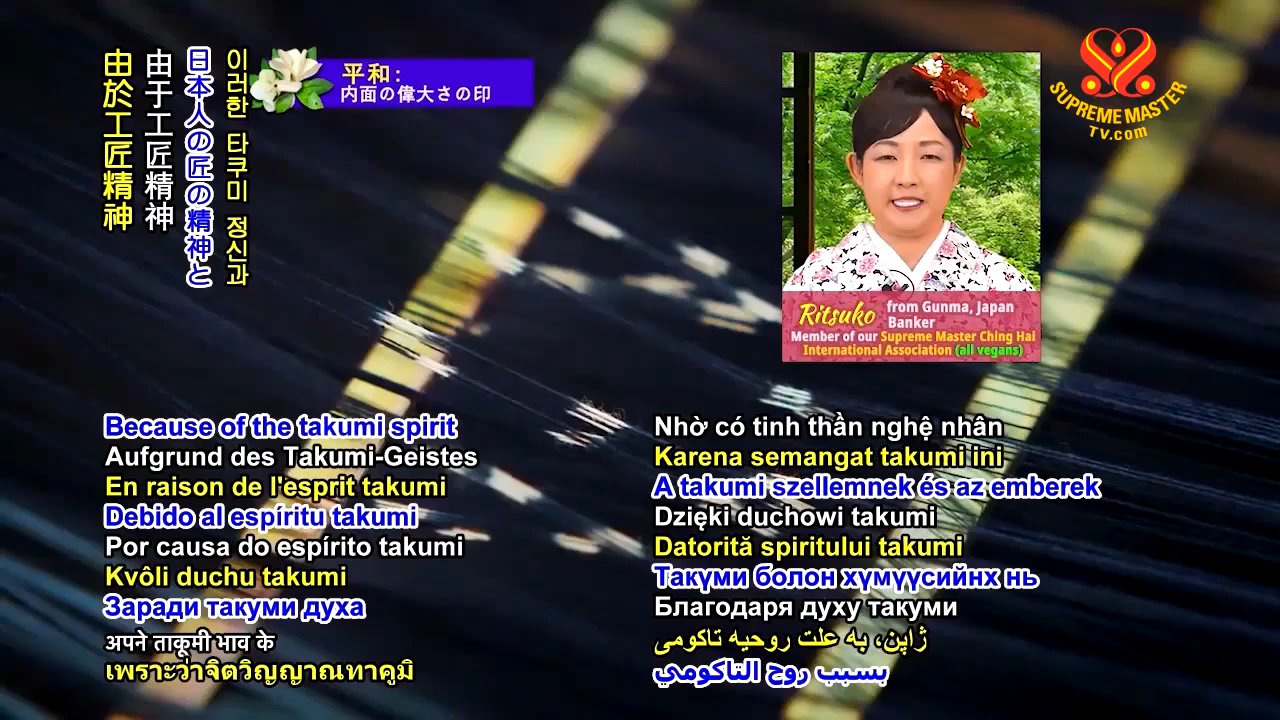 由於工匠精神
由于工匠精神
日本人の匠の精神と
이러한 타쿠미 정신과
平和:
内面の偉大さの印
SUPREME MASTER
TV.com
Ritsuko from Gunma, Japan
Banker
Member of our Supreme Master Ching Hai
International Association (all vegans)
Because of the takumi spirit
Aufgrund des Takumi-Geistes
En raison de l'esprit takumi
Debido al espíritu takumi
Por causa do espírito takumi
Kvôli duchu takumi
Заради такуми духа
अपने ताकूमी भाव के
เพราะว่าจิตวิญญาณทาคูมิ
Nhờ có tinh thần nghệ nhân
Karena semangat takumi ini
A takumi szellemnek és az emberek
Dzięki duchowi takumi
Datorită spiritului takumi
Такүми болон хүмүүсийнх нь
Благодаря духу такуми
ژاپن، به علت روحیه تاکومی
بسبب روح التاكومي